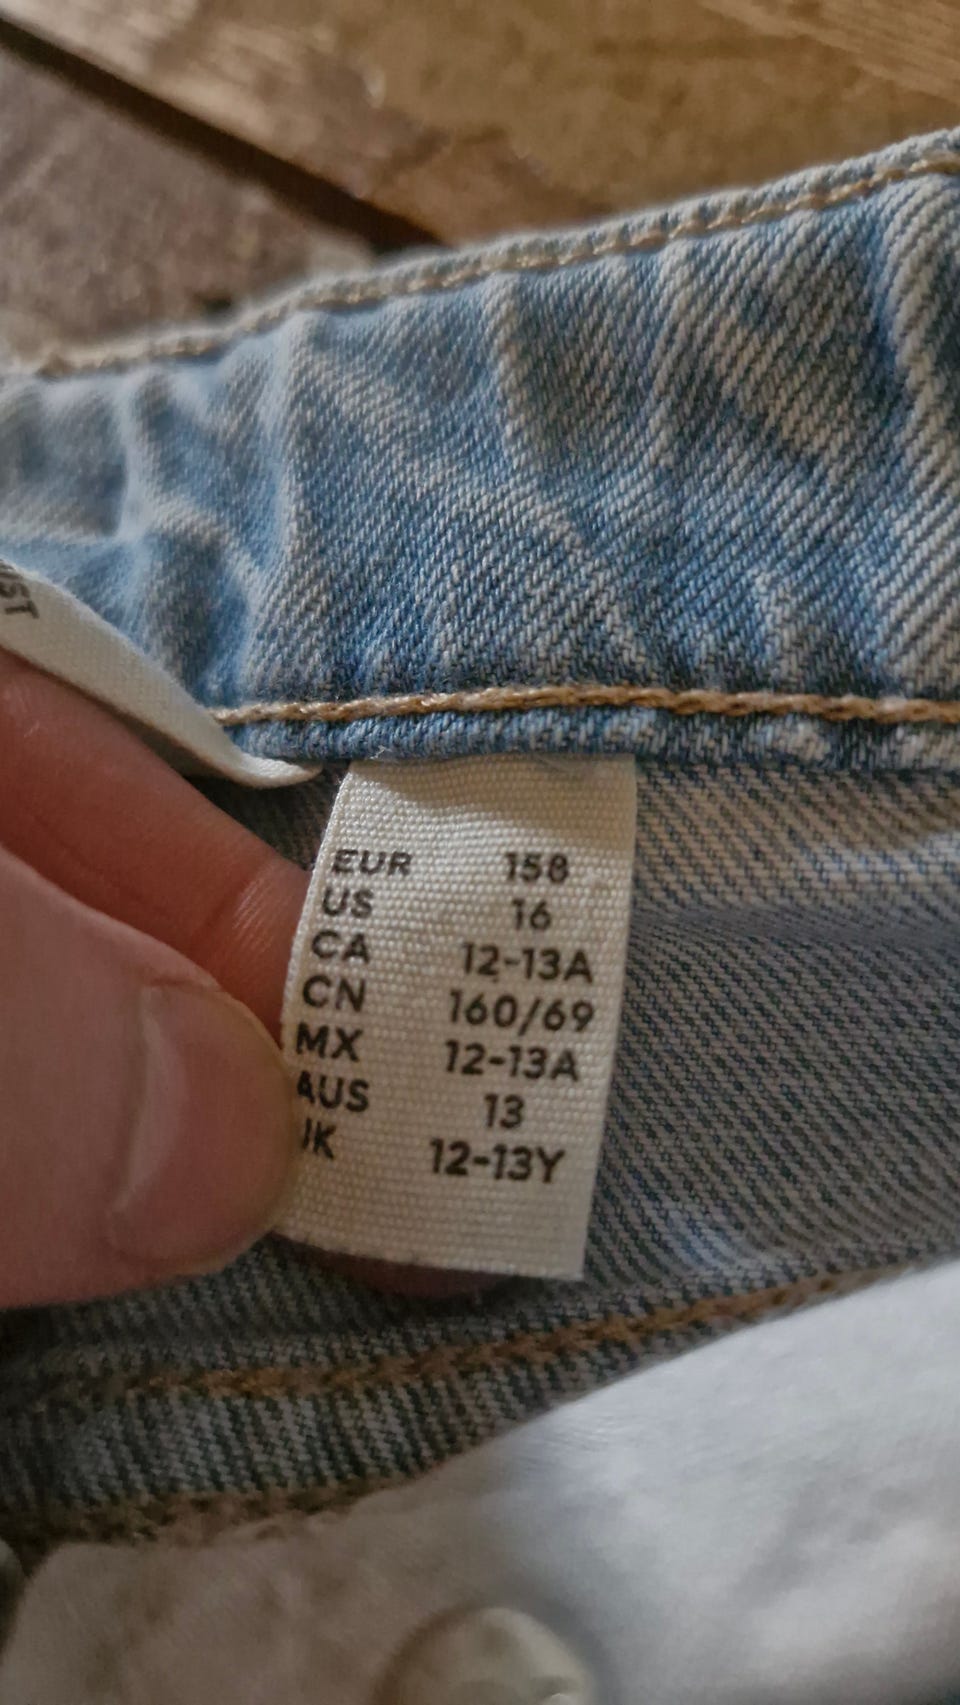 EUR 158
US 16
CA 12-13A
CN 160/69
MX 12-13A
AUS 13
UK 12-13Y